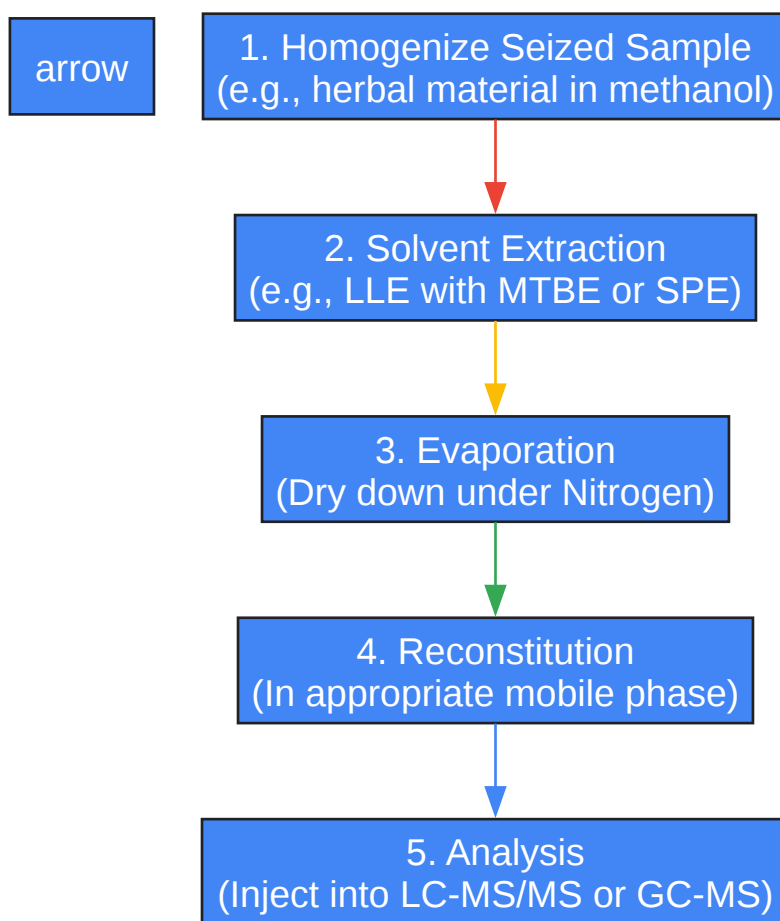 arrow
1. Homogenize Seized Sample
(e.g., herbal material in methanol)
2. Solvent Extraction
(e.g., LLE with MTBE or SPE)
3. Evaporation
(Dry down under Nitrogen)
4. Reconstitution
(In appropriate mobile phase)
5. Analysis
(Inject into LC-MS/MS or GC-MS)